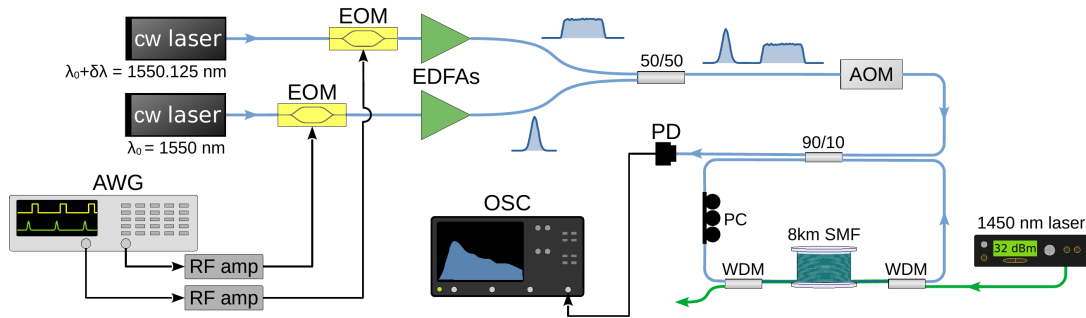 EOM
cw laser
λ₀+δλ = 1550.125 nm
EDFAs
50/50
AOM
EOM
cw laser
λ₀ = 1550 nm
PD
90/10
AWG
OSC
PC
8km SMF
1450 nm laser
32 dBm
RF amp
WDM
WDM
RF amp